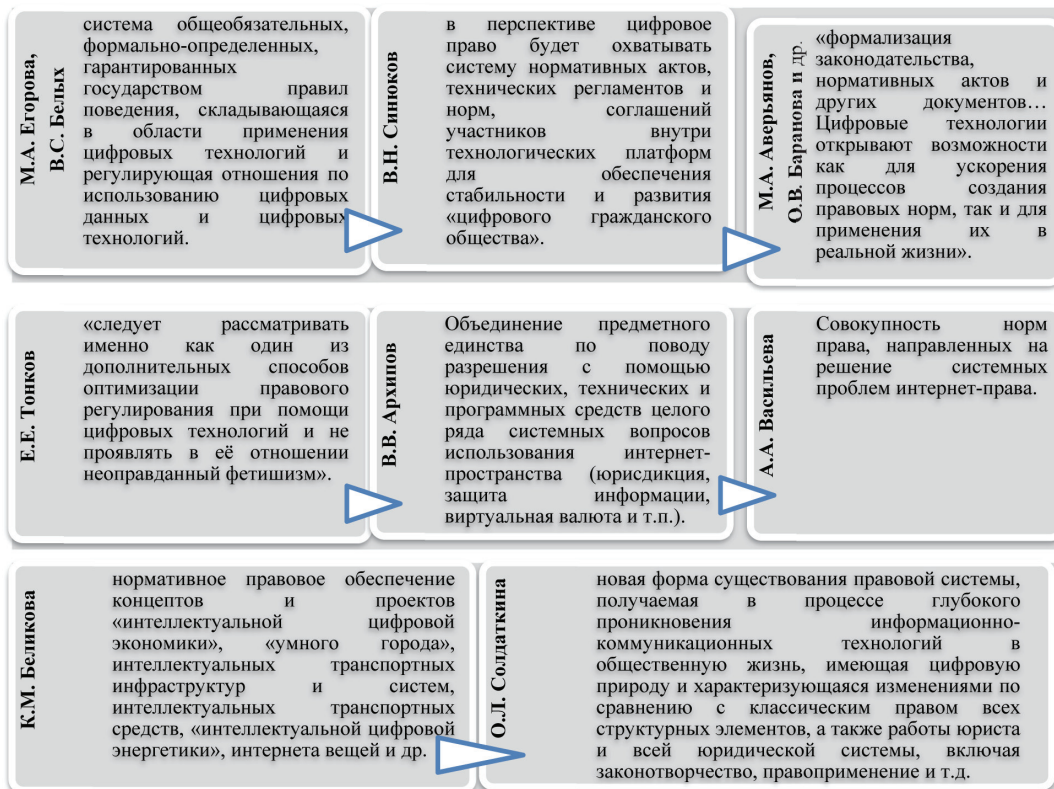 М.А. Егорова,
В.С. Белых
система общеобязательных,
формально-определенных,
гарантированных
государством правил
поведения, складывающаяся
в области применения
цифровых технологий и
регулирующая отношения по
использованию цифровых
данных и цифровых
технологий.
В.Н. Синюков
в перспективе цифровое
право будет охватывать
систему нормативных актов,
технических регламентов и
норм, соглашений
участников внутри
технологических платформ
для обеспечения
стабильности и развития
«цифрового гражданского
общества».
М.А. Аверьянов,
О.В. Баранова и др.
«формализация
законодательства,
нормативных актов и
других документов…
Цифровые технологии
открывают возможности
как для ускорения
процессов создания
правовых норм, так и для
применения их в
реальной жизни».
Е.Е. Тонков
«следует рассматривать
именно как один из
дополнительных способов
оптимизации правового
регулирования при помощи
цифровых технологий и не
проявлять в её отношении
неоправданный фетишизм».
В.В. Архипов
Объединение предметного
единства по поводу
разрешения с помощью
юридических, технических и
программных средств целого
ряда системных вопросов
использования интернет-
пространства (юрисдикция,
защита информации,
виртуальная валюта и т.п.).
А.А. Васильева
Совокупность норм
права, направленных на
решение системных
проблем интернет-права.
К.М. Беликова
нормативное правовое обеспечение
концептов и проектов
«интеллектуальной цифровой
экономики», «умного города»,
интеллектуальных транспортных
инфраструктур и систем,
интеллектуальных транспортных
средств, «интеллектуальной цифровой
энергетики», интернета вещей и др.
О.Л. Солдаткина
новая форма существования правовой системы,
получаемая в процессе глубокого
проникновения информационно-
коммуникационных технологий в
общественную жизнь, имеющая цифровую
природу и характеризующаяся изменениями по
сравнению с классическим правом всех
структурных элементов, а также работы юриста
и всей юридической системы, включая
законотворчество, правоприменение и т.д.